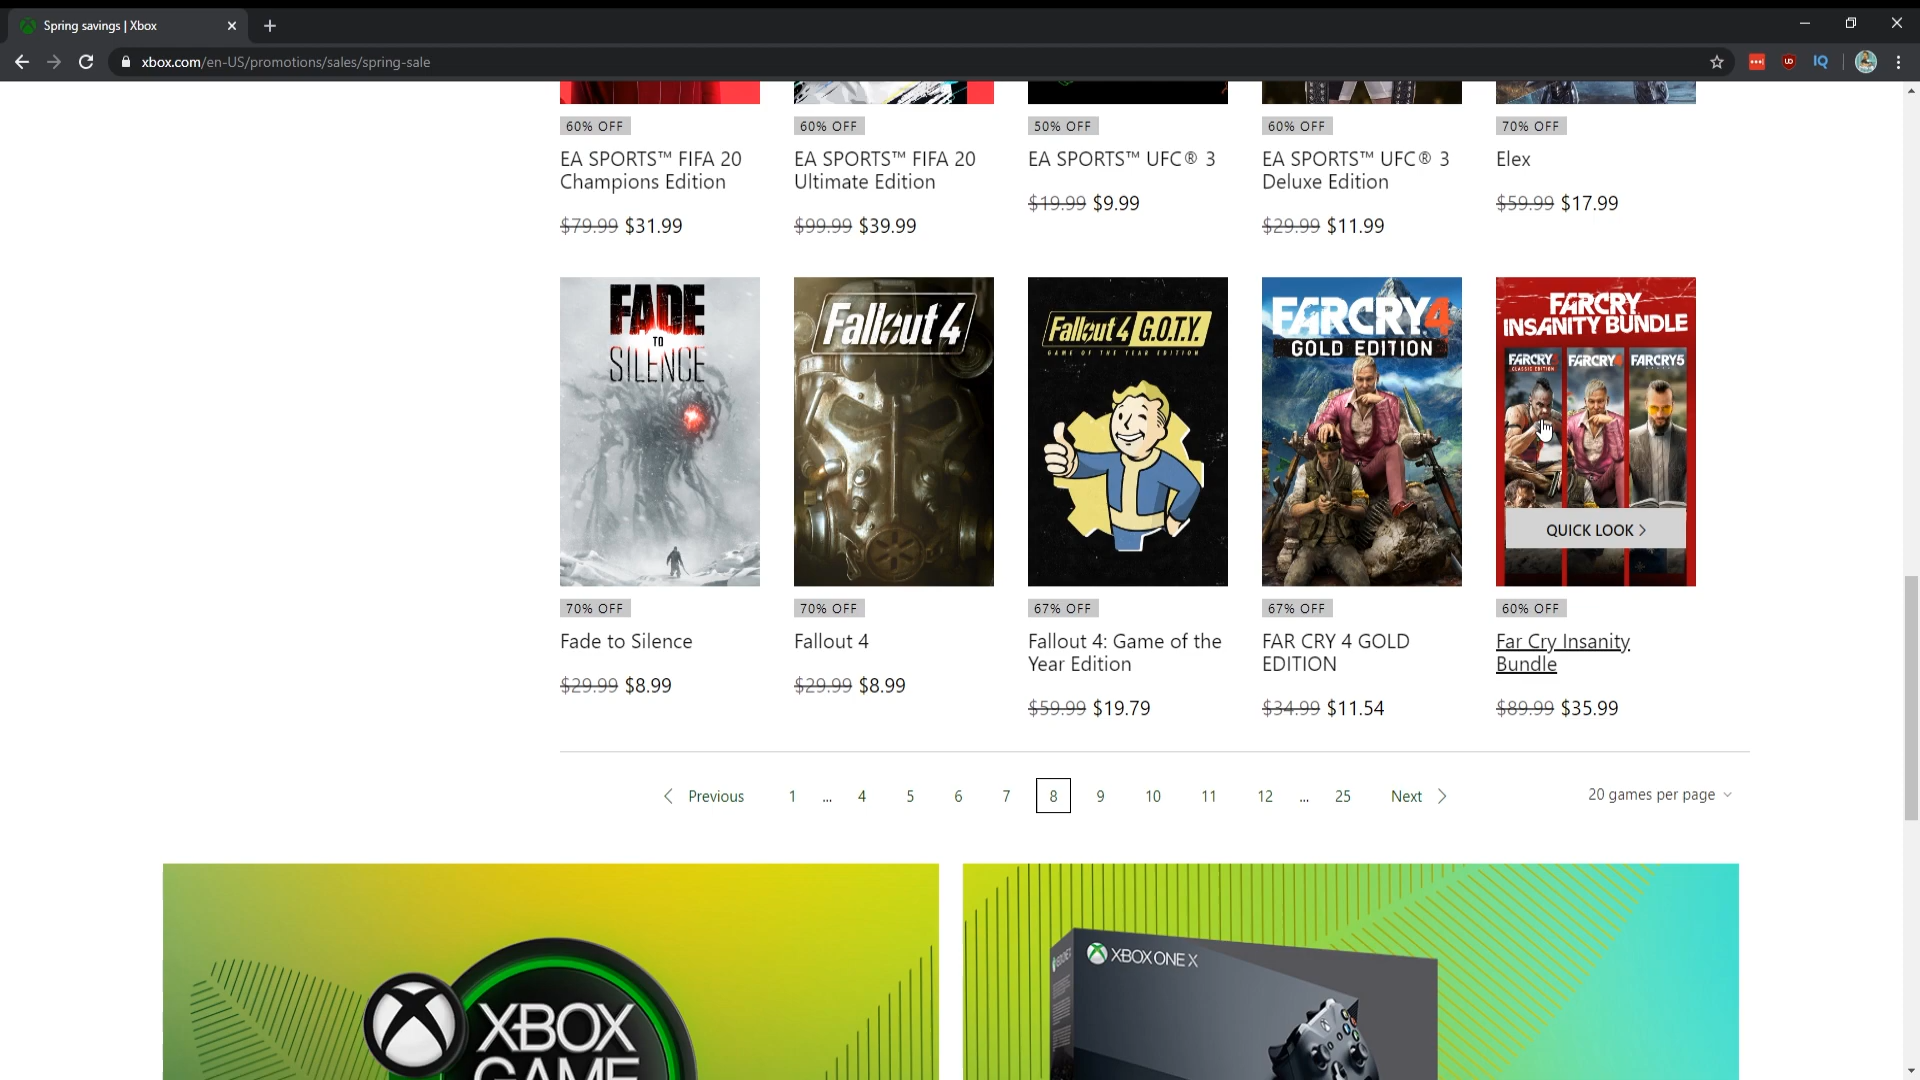 Spring savings | Xbox
xbox.com/en-US/promotions/sales/spring-sale
IQ
60% OFF
EA SPORTS™ FIFA 20
Champions Edition
$79.99 $31.99
60% OFF
EA SPORTS™ FIFA 20
Ultimate Edition
$99.99 $39.99
50% OFF
EA SPORTS™ UFC® 3
$19.99 $9.99
60% OFF
EA SPORTS™ UFC® 3
Deluxe Edition
$29.99 $11.99
70% OFF
Elex
$59.99 $17.99
FADE
TO
SILENCE
70% OFF
Fade to Silence
$29.99 $8.99
Fallout 4
70% OFF
Fallout 4
$29.99 $8.99
Fallout 4 G.O.T.Y.
GAME OF THE YEAR EDITION
67% OFF
Fallout 4: Game of the
Year Edition
$59.99 $19.79
FARCRY4
GOLD EDITION
67% OFF
FAR CRY 4 GOLD
EDITION
$34.99 $11.54
FARCRY
INSANITY BUNDLE
FARCRY3 FARCRY4 FARCRY5
CLASSIC EDITION
QUICK LOOK >
60% OFF
Far Cry Insanity
Bundle
$89.99 $35.99
Previous 1 ... 4 5 6 7 8 9 10 11 12 ... 25 Next
20 games per page
XBOX
GAME
XBOX ONE X